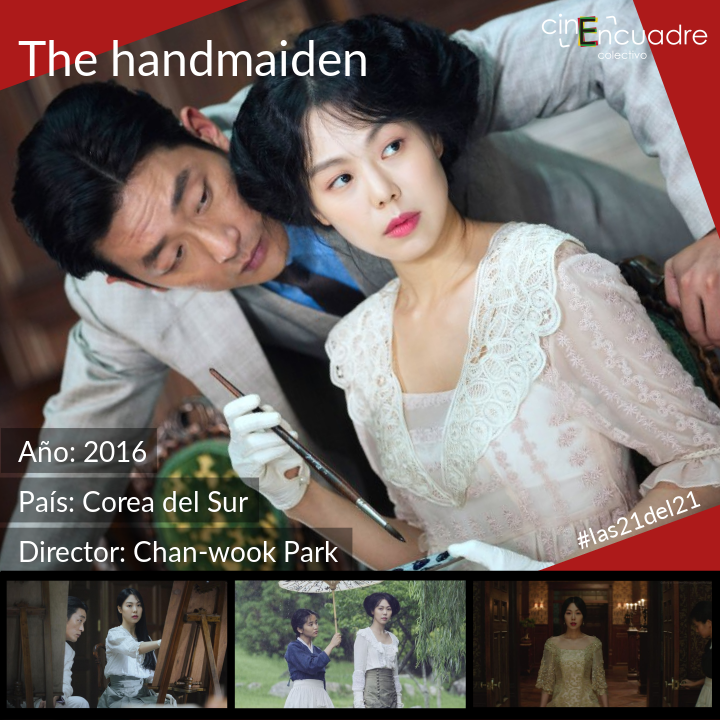 The handmaiden
cinEncuadre
colectivo
Año: 2016
País: Corea del Sur
Director: Chan-wook Park
#las21del21